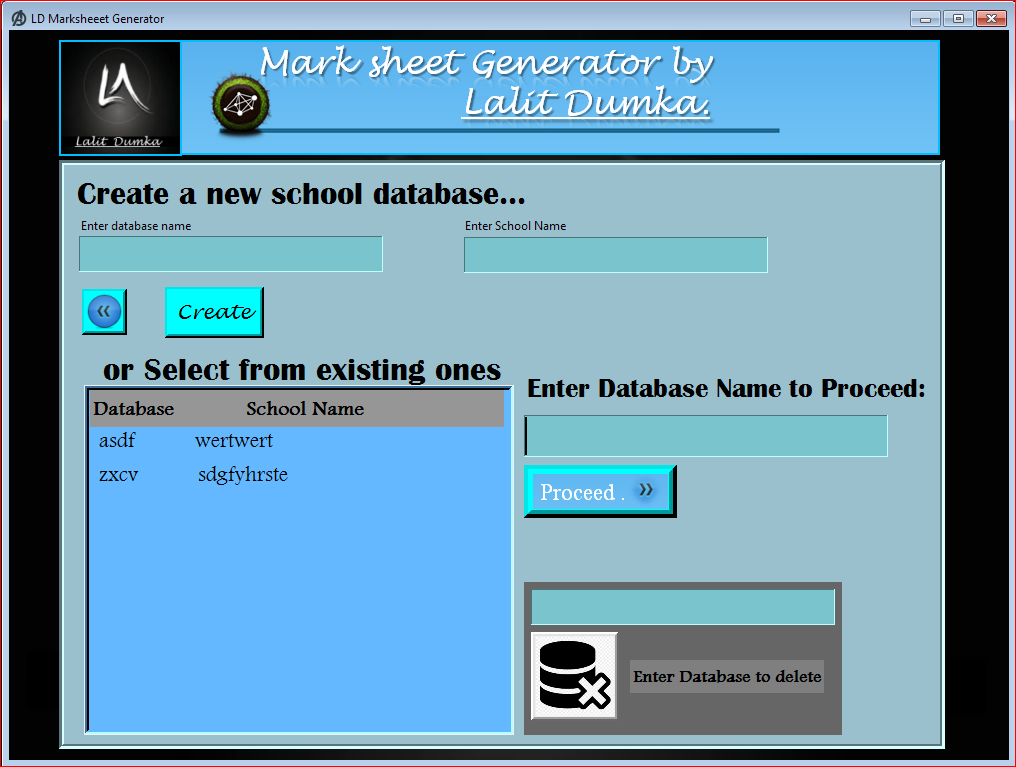 LD Marksheeet Generator
LA
Lalit Dumka
Mark sheet Generator by
Lalit Dumka.
Create a new school database...
Enter database name
Enter School Name
Create
or Select from existing ones
Enter Database Name to Proceed:
Database School Name
asdf wertwert
zxcv sdgfyhrste
Proceed . »
Enter Database to delete